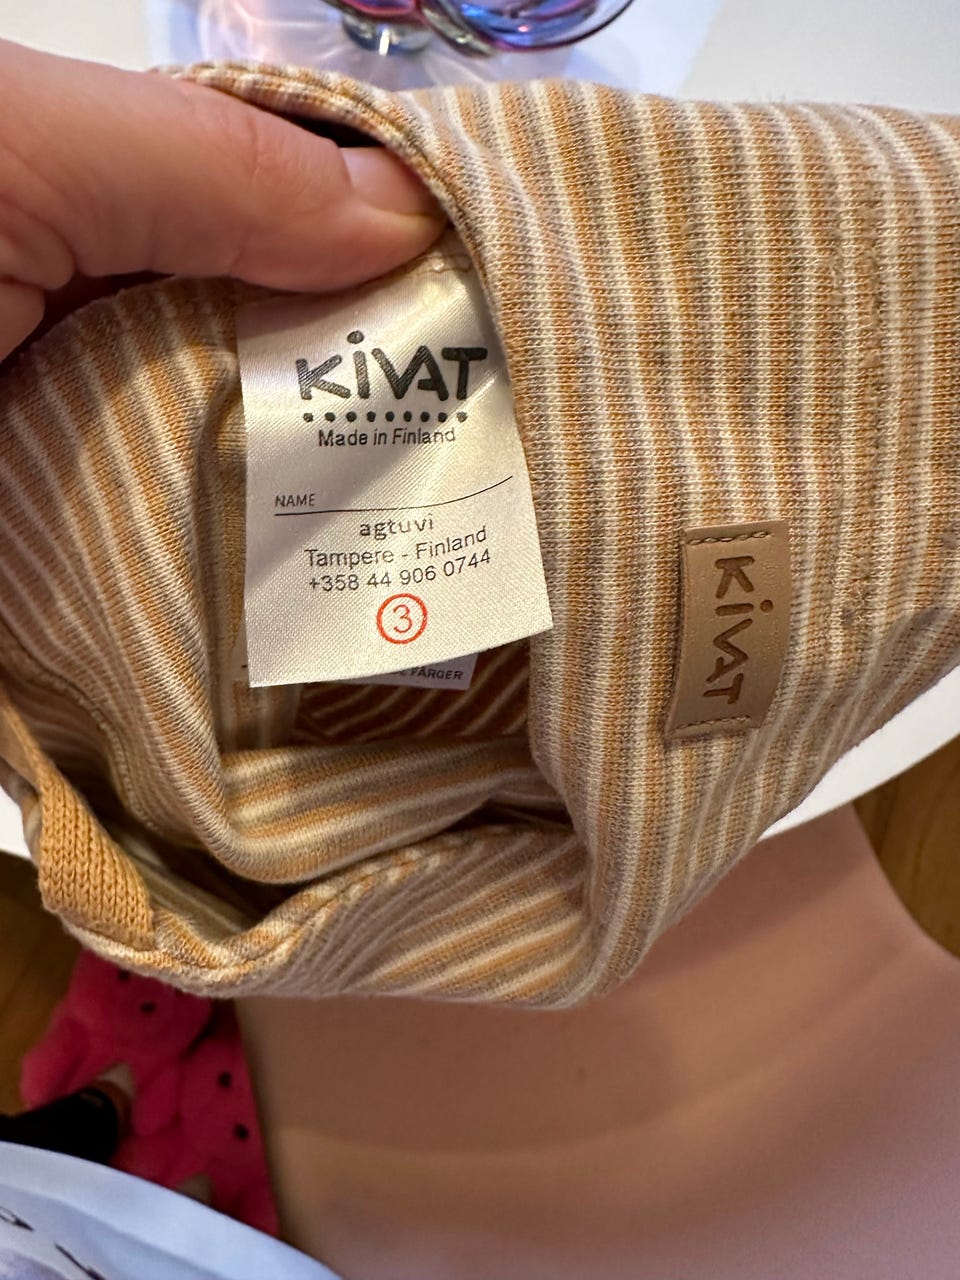 KiVAT
Made in Finland
NAME
agtuvi
Tampere - Finland
+358 44 906 0744
3
FÄRGER
KiVAT